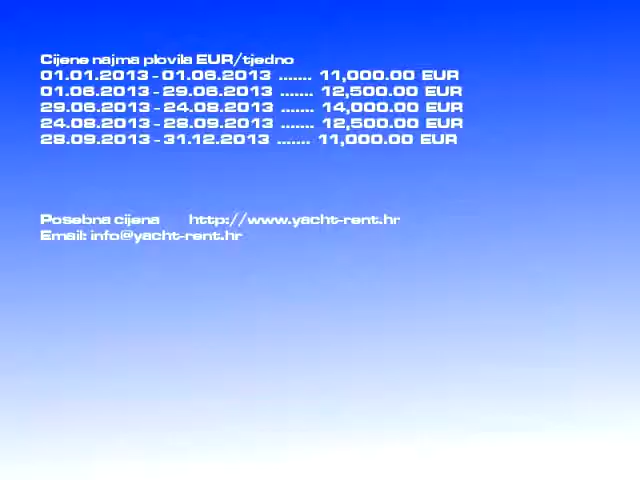 Cijene najma plovila EUR/tjedno
01.01.2013 - 01.06.2013 ....... 11,000.00 EUR
01.06.2013 - 29.06.2013 ....... 12,500.00 EUR
29.06.2013 - 24.08.2013 ....... 14,000.00 EUR
24.08.2013 - 28.09.2013 ....... 12,500.00 EUR
28.09.2013 - 31.12.2013 ....... 11,000.00 EUR
Posebna cijena http://www.yacht-rent.hr
Email: info@yacht-rent.hr